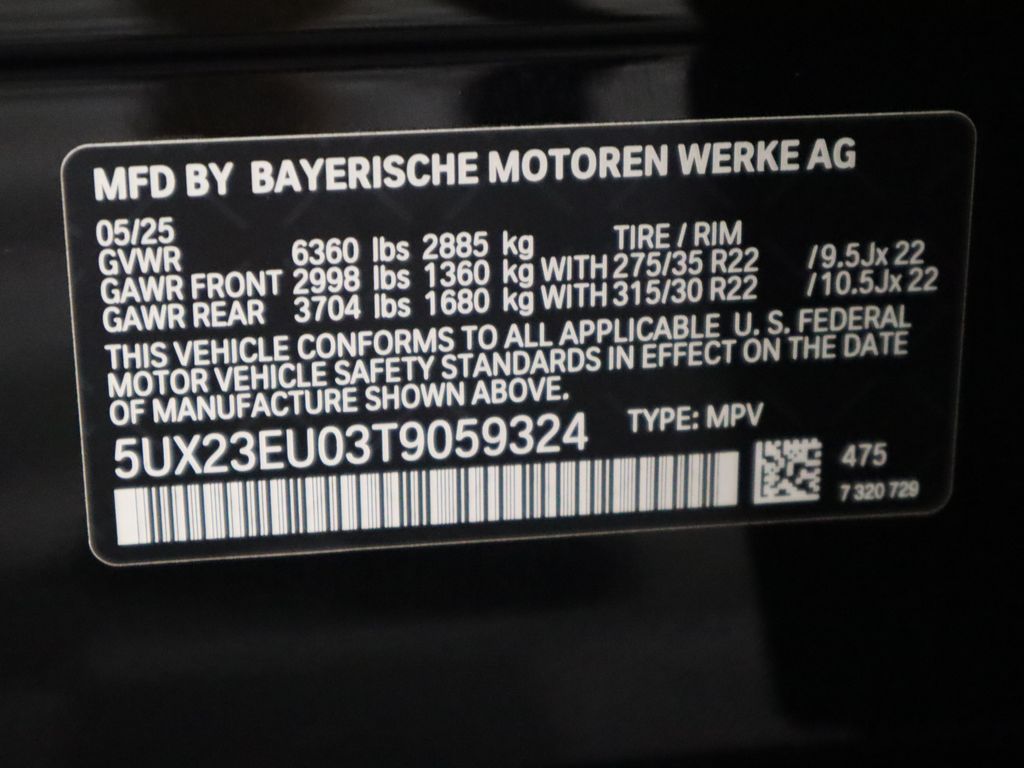 MFD BY BAYERISCHE MOTOREN WERKE AG
05/25 TIRE / RIM
GVWR 6360 lbs 2885 kg
GAWR FRONT 2998 lbs 1360 kg WITH 275/35 R22 /9.5Jx 22
GAWR REAR 3704 lbs 1680 kg WITH 315/30 R22 /10.5Jx 22
THIS VEHICLE CONFORMS TO ALL APPLICABLE U. S. FEDERAL
MOTOR VEHICLE SAFETY STANDARDS IN EFFECT ON THE DATE
OF MANUFACTURE SHOWN ABOVE.
5UX23EU03T9059324 TYPE: MPV
475
7 320 729